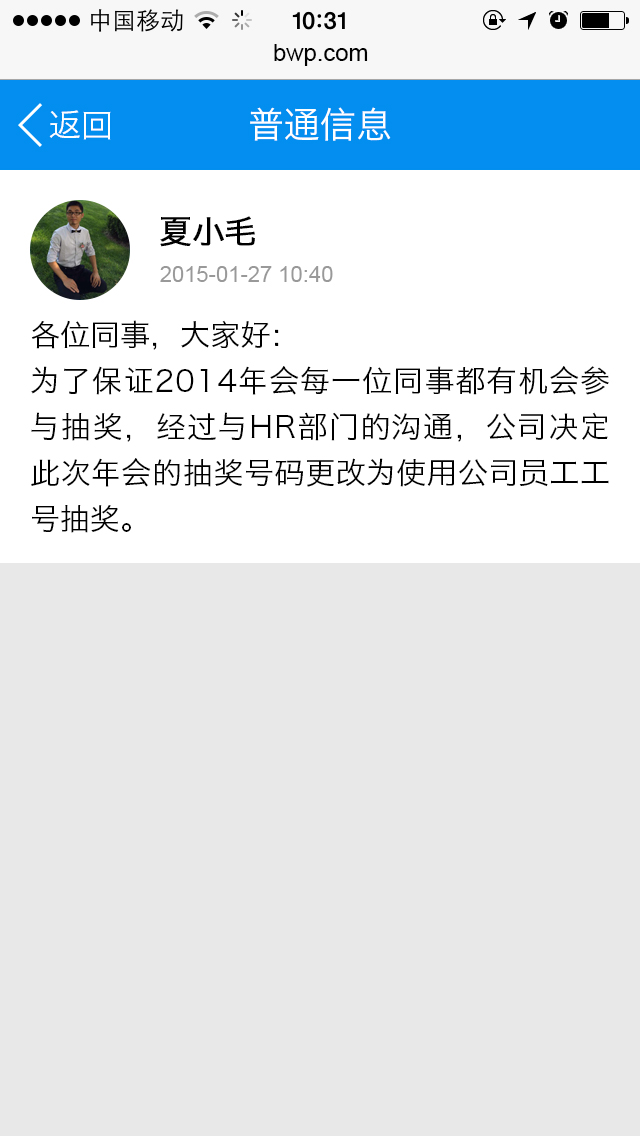 中国移动 10:31
bwp.com
返回 普通信息
夏小毛
2015-01-27 10:40
各位同事，大家好：
为了保证2014年会每一位同事都有机会参
与抽奖，经过与HR部门的沟通，公司决定
此次年会的抽奖号码更改为使用公司员工工
号抽奖。